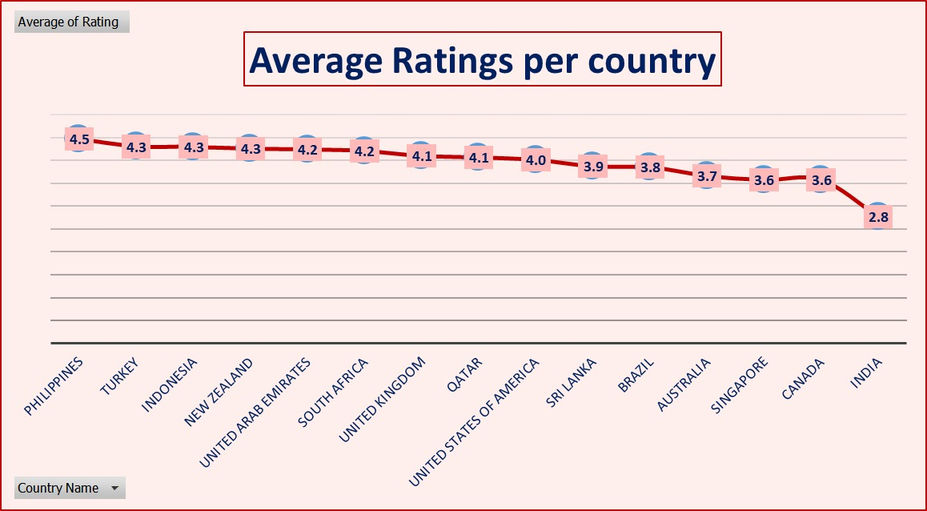 Average of Rating
Average Ratings per country
4.5
4.3
4.3
4.3
4.2
4.2
4.1
4.1
4.0
3.9
3.8
3.7
3.6
3.6
2.8
PHILIPPINES
TURKEY
INDONESIA
NEW ZEALAND
UNITED ARAB EMIRATES
SOUTH AFRICA
UNITED KINGDOM
QATAR
UNITED STATES OF AMERICA
SRI LANKA
BRAZIL
AUSTRALIA
SINGAPORE
CANADA
INDIA
Country Name